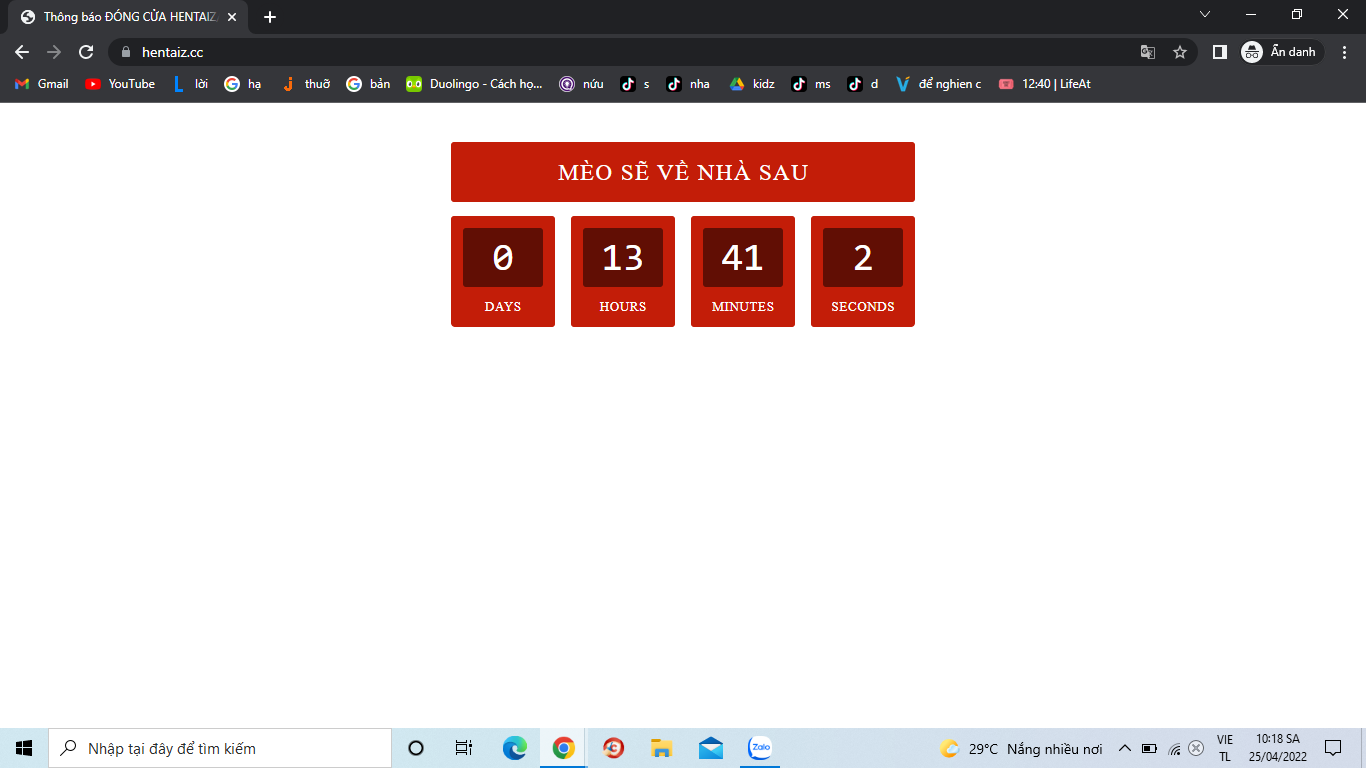 Thông báo ĐÓNG CỬA HENTAIZ
hentaiz.cc
Ẩn danh
Gmail YouTube lời hạ thuỡ bản Duolingo - Cách họ... nứu s nha kidz ms d để nghien c 12:40 | LifeAt
MÈO SẼ VỀ NHÀ SAU
0 13 41 2
DAYS HOURS MINUTES SECONDS
Nhập tại đây để tìm kiếm
Zalo
29°C Nắng nhiều nơi
VIE
TL
10:18 SA
25/04/2022